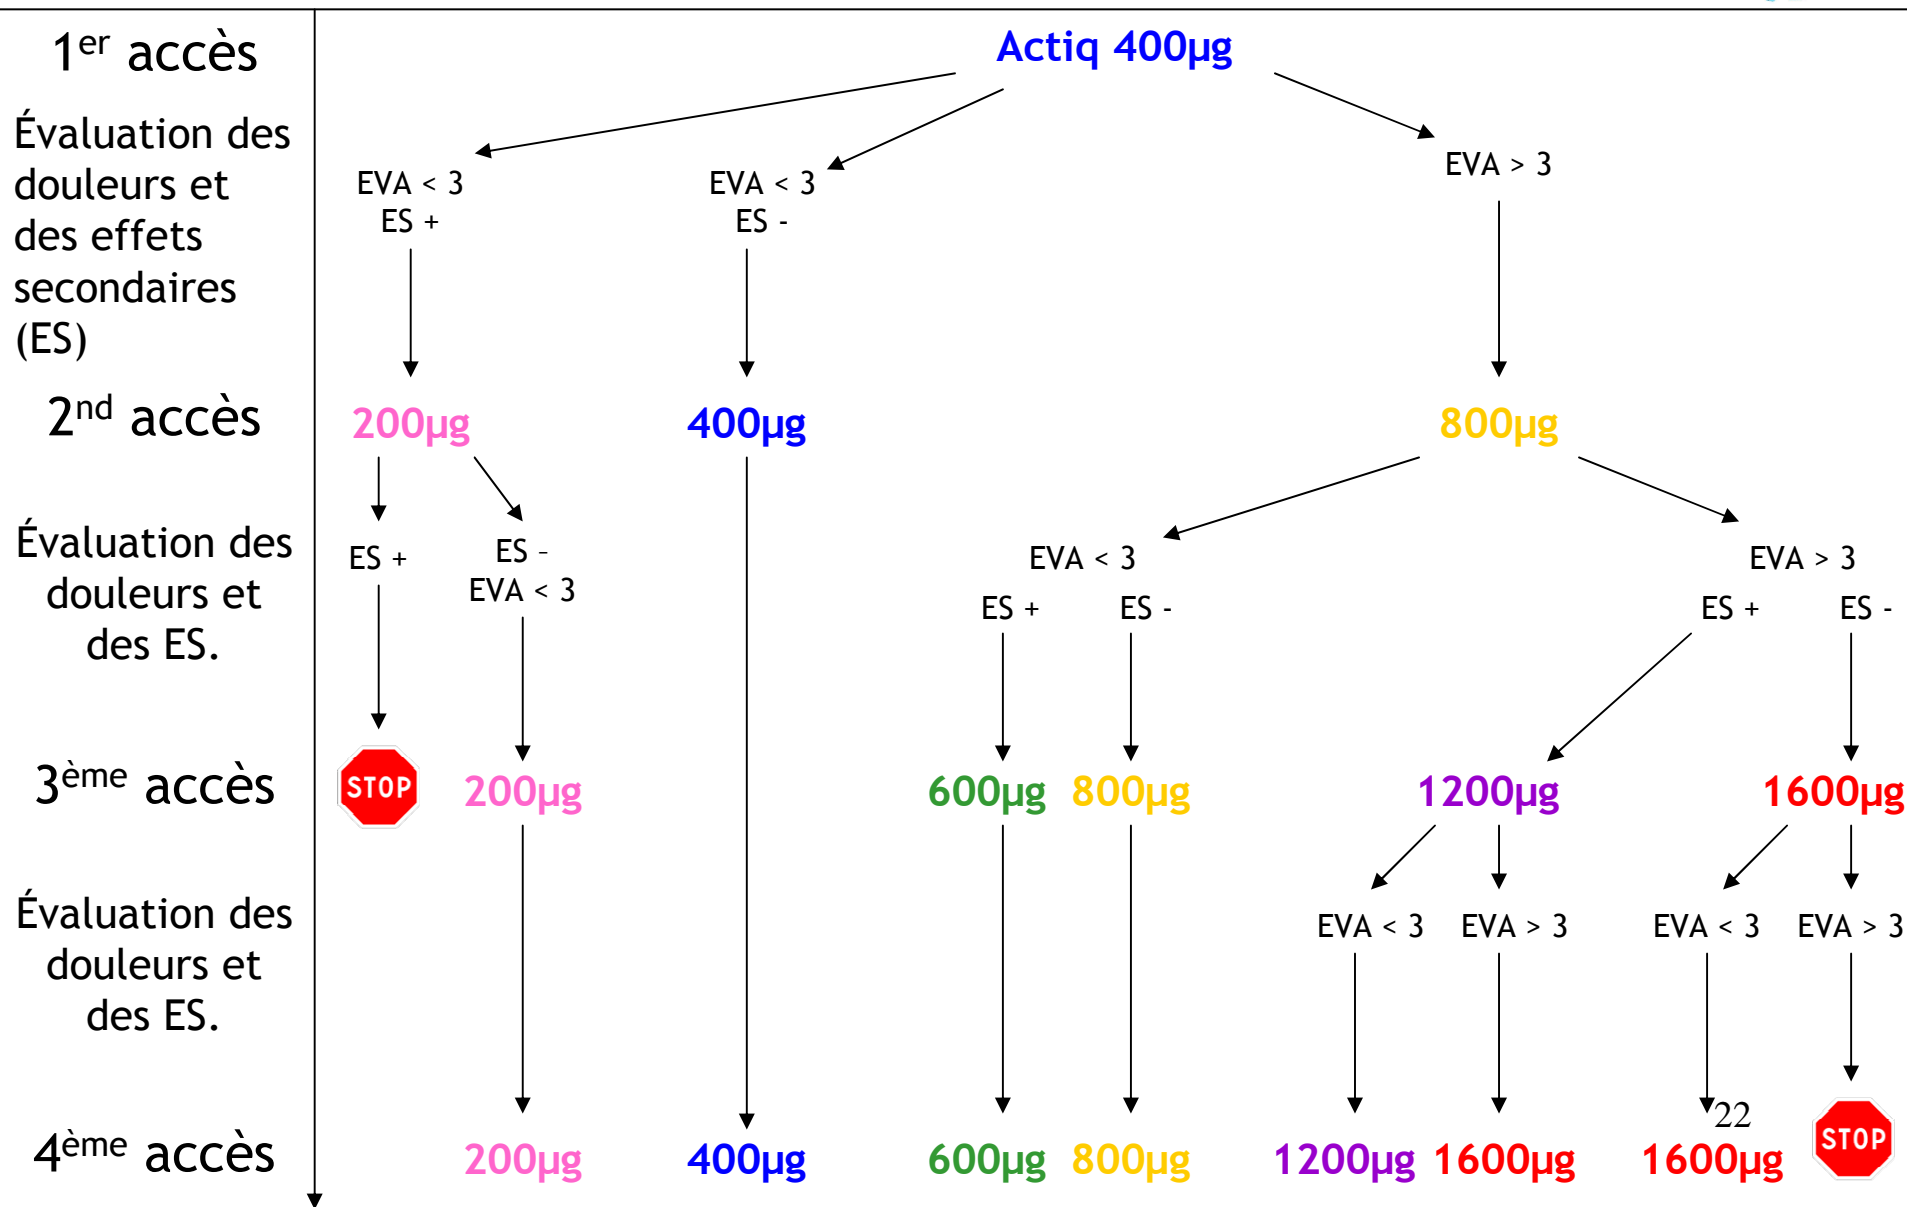 1er accès
Actiq 400µg
Évaluation des
douleurs et
des effets
secondaires
(ES)
EVA < 3
ES +
EVA < 3
ES -
EVA > 3
2nd accès
200µg
400µg
800µg
Évaluation des
douleurs et
des ES.
ES +
ES –
EVA < 3
EVA < 3
ES +
ES -
EVA > 3
ES +
ES -
3ème accès
STOP
200µg
600µg
800µg
1200µg
1600µg
Évaluation des
douleurs et
des ES.
EVA < 3
EVA > 3
EVA < 3
EVA > 3
4ème accès
200µg
400µg
600µg
800µg
1200µg
1600µg
22
1600µg
STOP